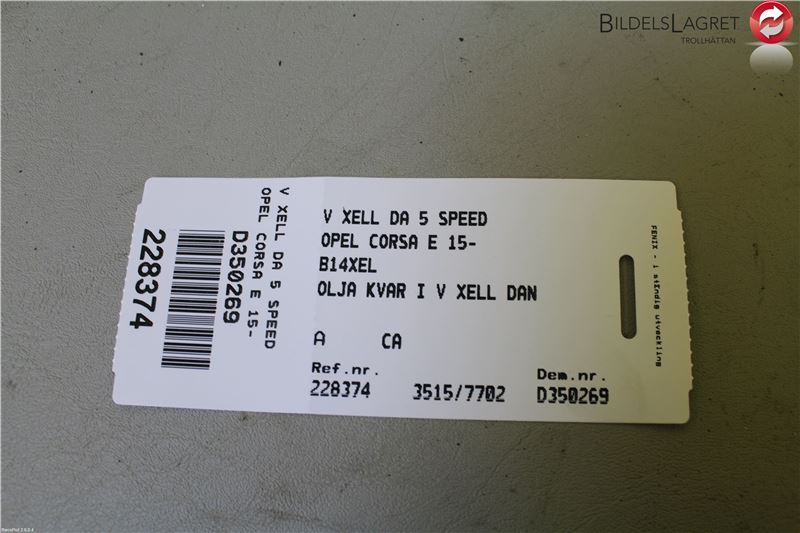 BILDELSLAGRET
TROLLHÄTTAN
V XELL DA 5 SPEED
OPEL CORSA E 15-
B14XEL
OLJA KVAR I V XELL DAN
A CA
Ref.nr. Dem.nr.
228374 3515/7702 D350269
FENIX - i ständig utveckling
V XELL DA 5 SPEED
OPEL CORSA E 15-
D350269
228374